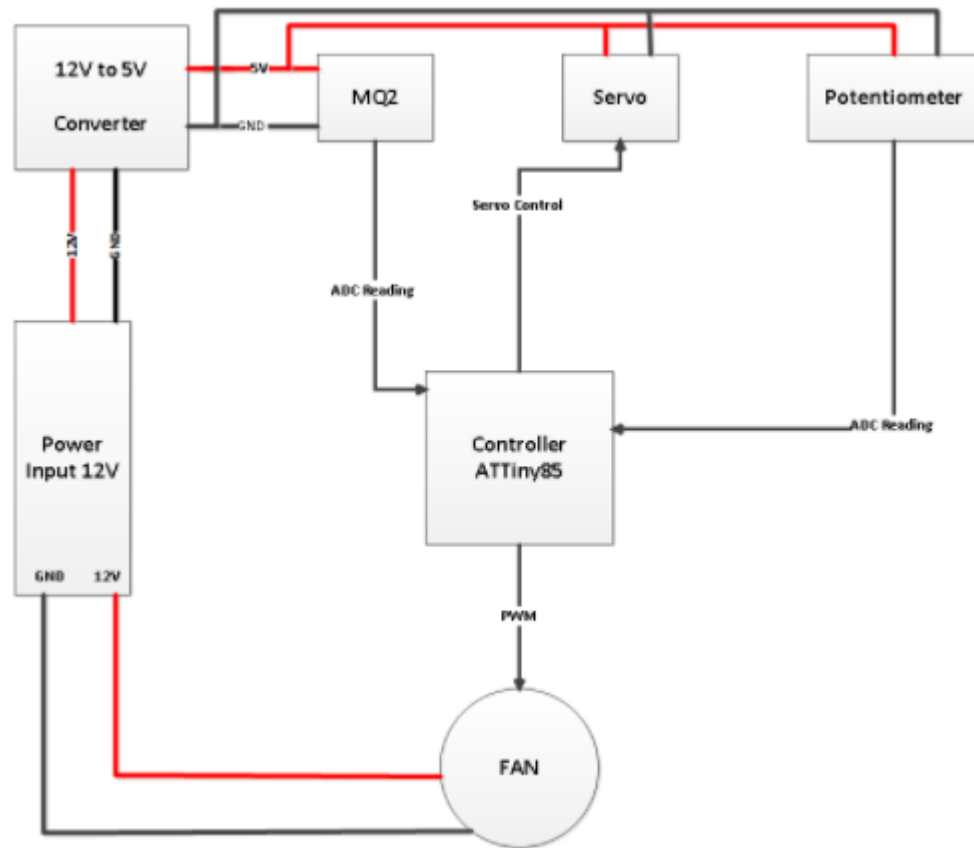 12V to 5V
Converter
5V
GND
MQ2
Servo
Potentiometer
12V
GND
Servo Control
ADC Reading
ADC Reading
Controller
ATTiny85
Power
Input 12V
GND 12V
PWM
FAN